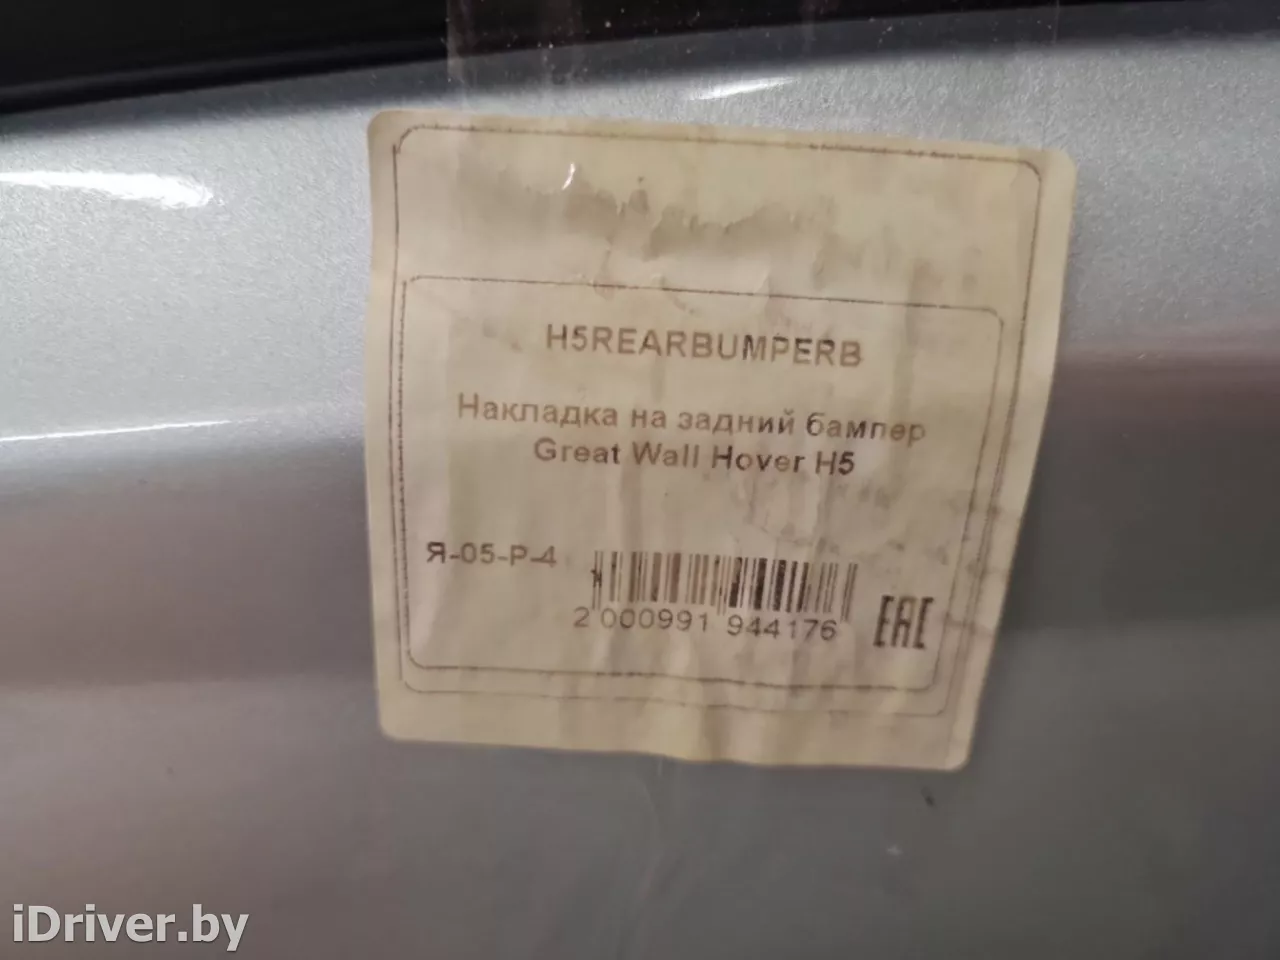 H5REARBUMPERB
Накладка на задний бампер
Great Wall Hover H5
Я-05-Р-4
2 000991 944176
EAC
iDriver.by